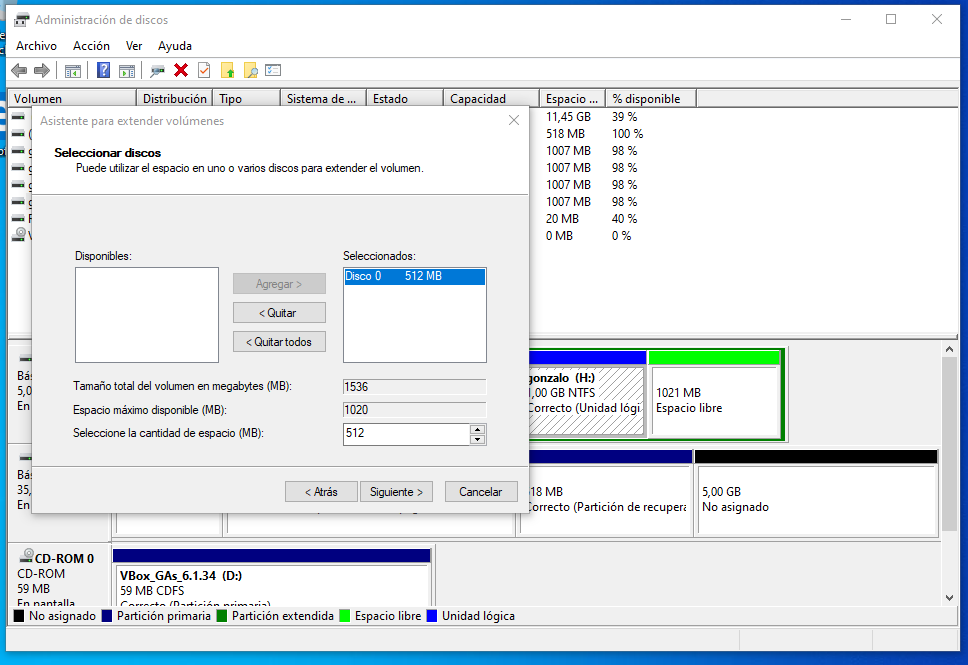 Administración de discos
Archivo Acción Ver Ayuda
Volumen Distribución Tipo Sistema de ... Estado Capacidad Espacio ... % disponible
11,45 GB 39 %
518 MB 100 %
1007 MB 98 %
1007 MB 98 %
1007 MB 98 %
1007 MB 98 %
20 MB 40 %
0 MB 0 %
Asistente para extender volúmenes
Seleccionar discos
Puede utilizar el espacio en uno o varios discos para extender el volumen.
Disponibles:
Seleccionados:
Disco 0 512 MB
Agregar >
< Quitar
< Quitar todos
Tamaño total del volumen en megabytes (MB): 1536
Espacio máximo disponible (MB): 1020
Seleccione la cantidad de espacio (MB): 512
< Atrás Siguiente > Cancelar
Bás
5,0
En
gonzalo (H:)
1,00 GB NTFS
Correcto (Unidad lógi
1021 MB
Espacio libre
Bás
35,
En
518 MB
Correcto (Partición de recupera
5,00 GB
No asignado
CD-ROM 0
CD-ROM
59 MB
En pantalla
VBox_GAs_6.1.34 (D:)
59 MB CDFS
Correcto (Partición primaria)
No asignado Partición primaria Partición extendida Espacio libre Unidad lógica